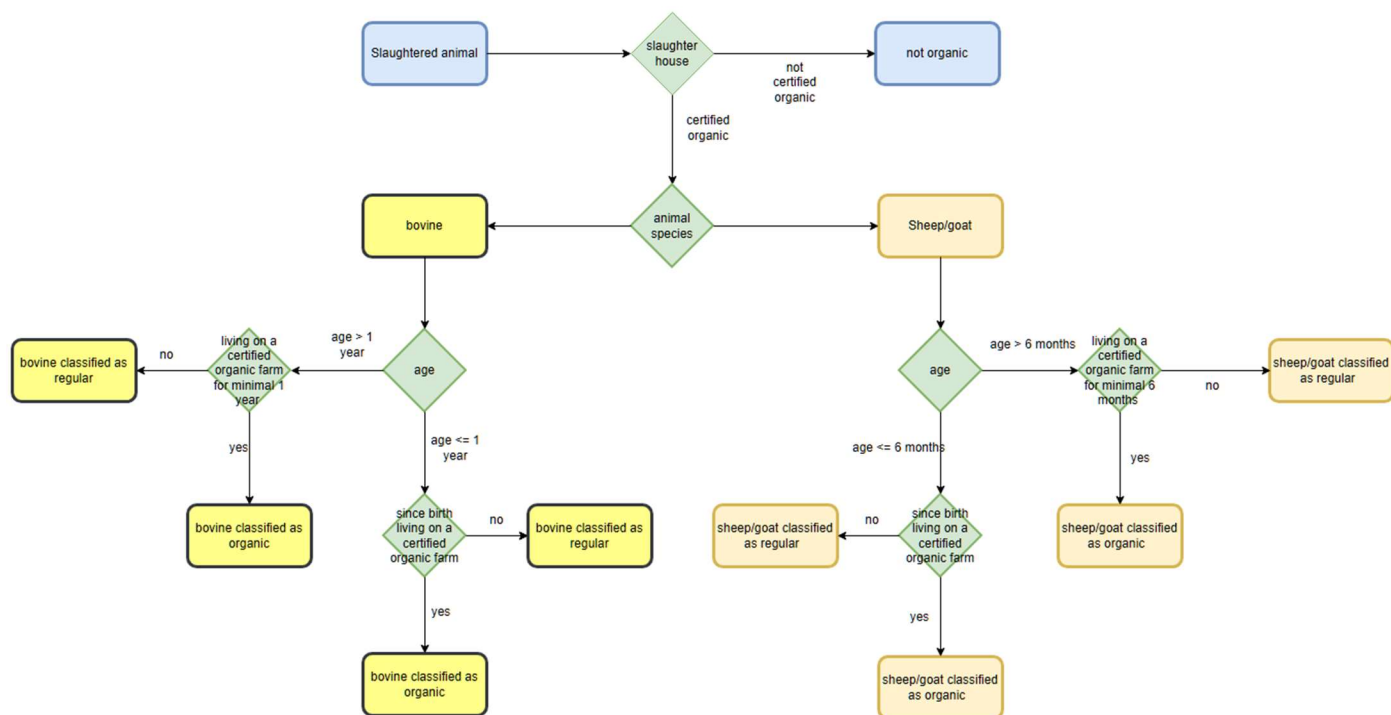 Slaughtered animal
slaughter
house
not organic
not
certified
organic
certified
organic
bovine
animal
species
Sheep/goat
bovine classified as
regular
no
living on a
certified
organic farm
for minimal 1
year
age > 1
year
age
age
age > 6 months
living on a
certified
organic farm
for minimal 6
months
no
sheep/goat classified
as regular
yes
age <= 1
year
age <= 6 months
yes
bovine classified as
organic
since birth
living on a
certified
organic farm
no
bovine classified as
regular
sheep/goat classified
as regular
no
since birth
living on a
certified
organic farm
sheep/goat classified
as organic
yes
yes
bovine classified as
organic
sheep/goat classified
as organic